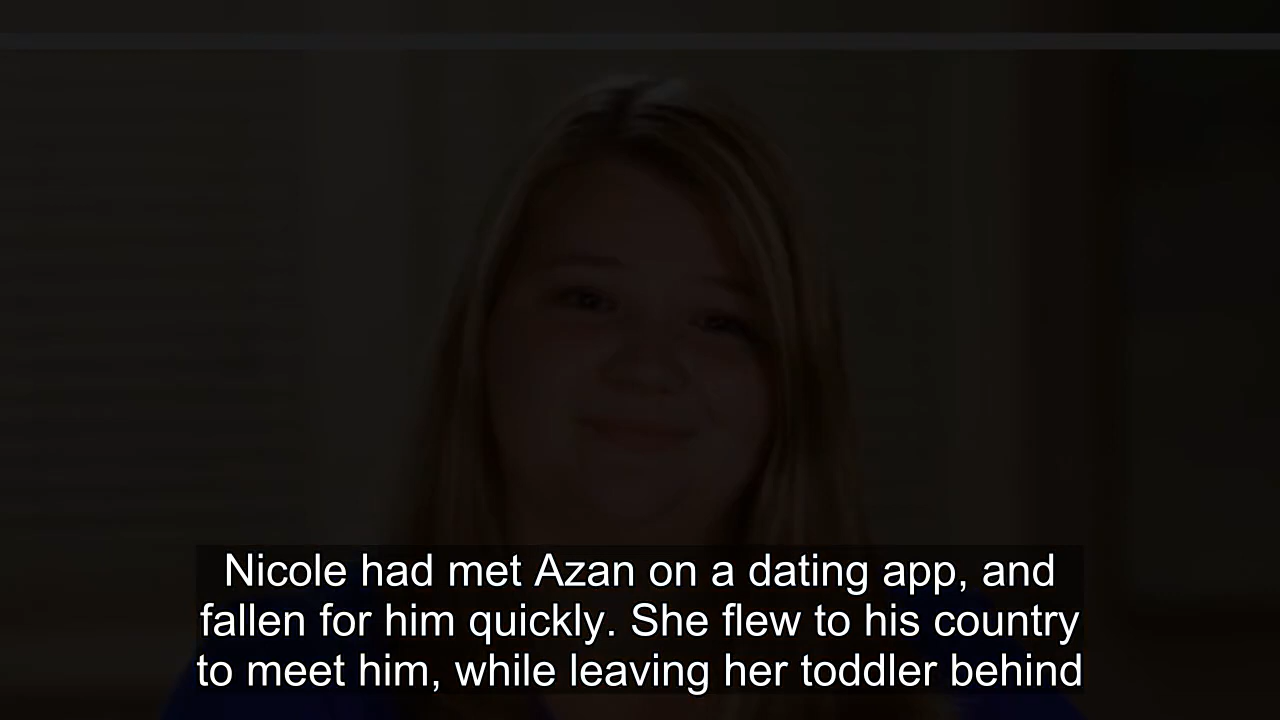 Nicole had met Azan on a dating app, and
fallen for him quickly. She flew to his country
to meet him, while leaving her toddler behind